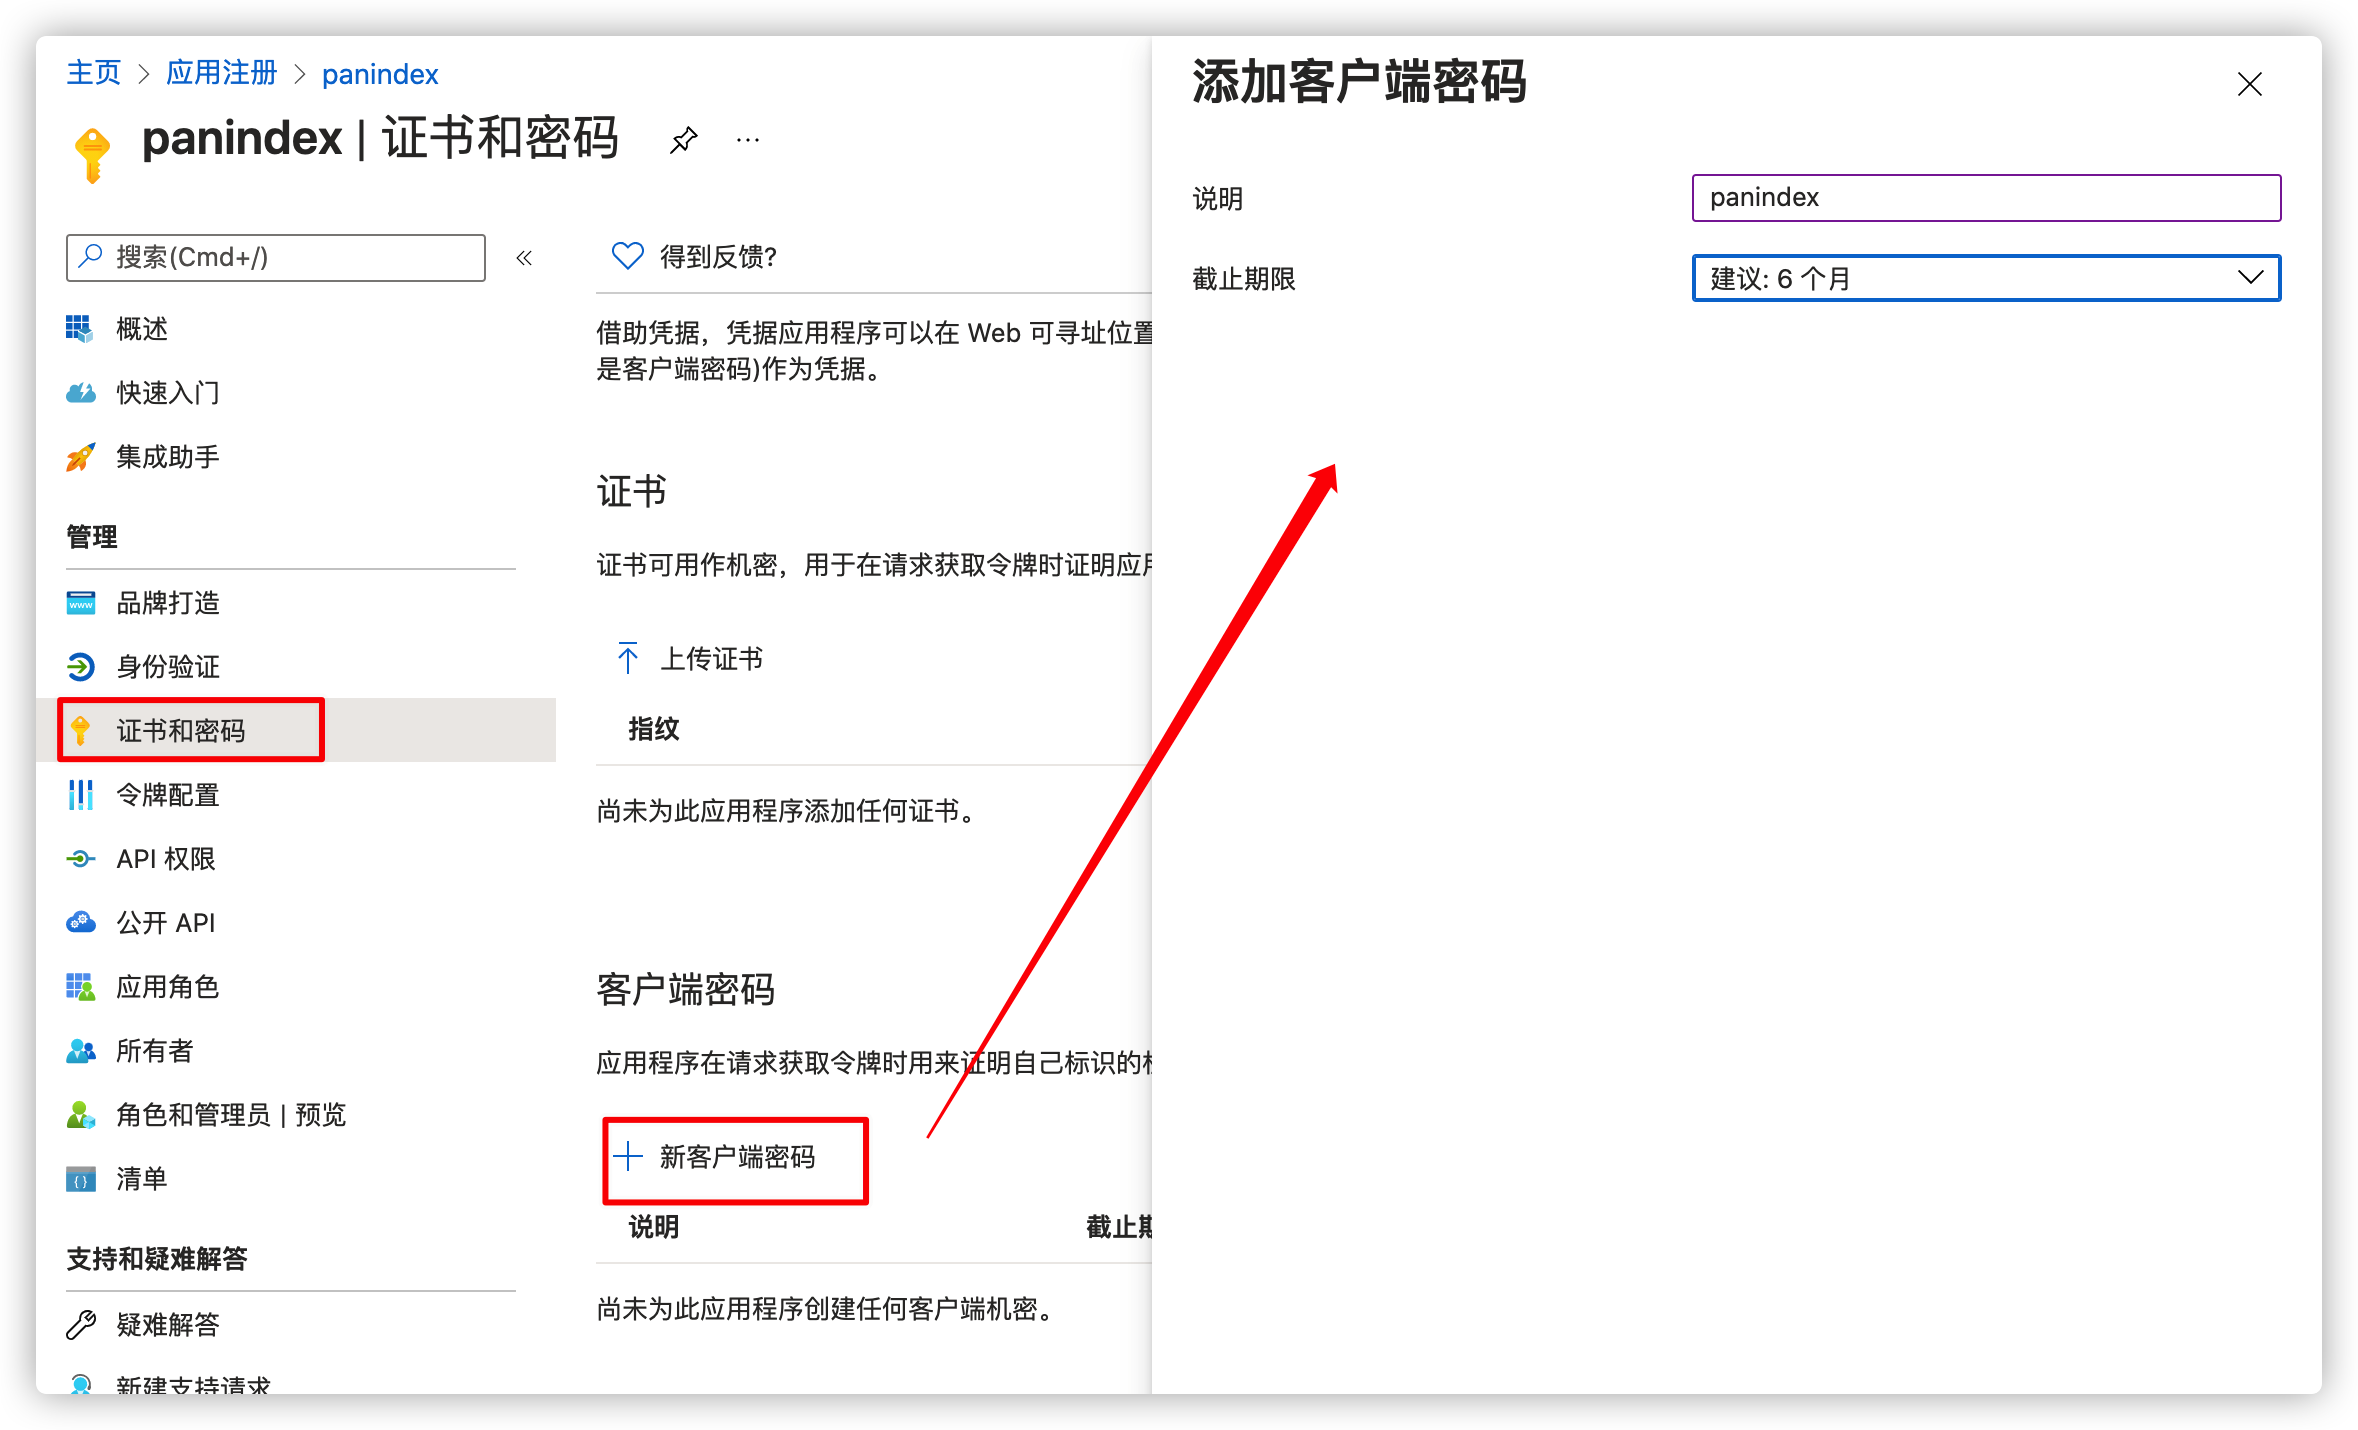 主页 > 应用注册 > panindex
panindex | 证书和密码
搜索(Cmd+/)
概述
快速入门
集成助手
管理
品牌打造
身份验证
证书和密码
令牌配置
API 权限
公开 API
应用角色
所有者
角色和管理员 | 预览
清单
支持和疑难解答
疑难解答
新建支持请求
得到反馈?
借助凭据，凭据应用程序可以在 Web 可寻址位置
是客户端密码)作为凭据。
证书
证书可用作机密，用于在请求获取令牌时证明应用
上传证书
指纹
尚未为此应用程序添加任何证书。
客户端密码
应用程序在请求获取令牌时用来证明自己标识的
新客户端密码
说明 截止期
尚未为此应用程序创建任何客户端机密。
添加客户端密码
说明 panindex
截止期限 建议: 6 个月